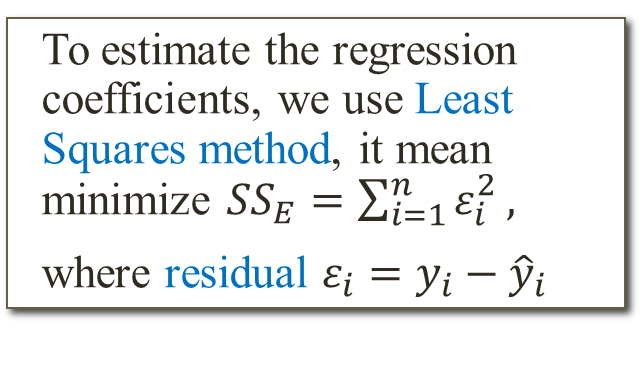 To estimate the regression
coefficients, we use Least
Squares method, it mean
minimize SS_E = ∑_{i=1}^{n} ε_i^2 ,
where residual ε_i = y_i − ŷ_i